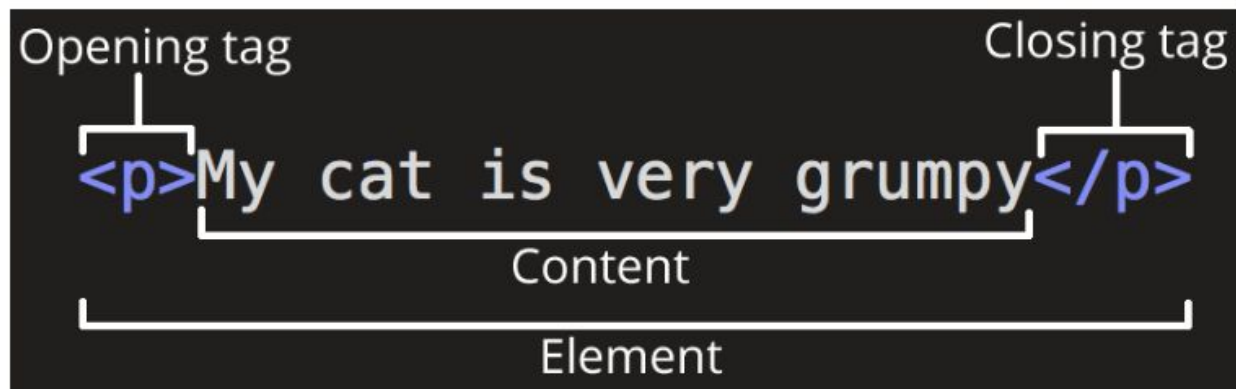 Opening tag
Closing tag
<p>My cat is very grumpy</p>
Content
Element